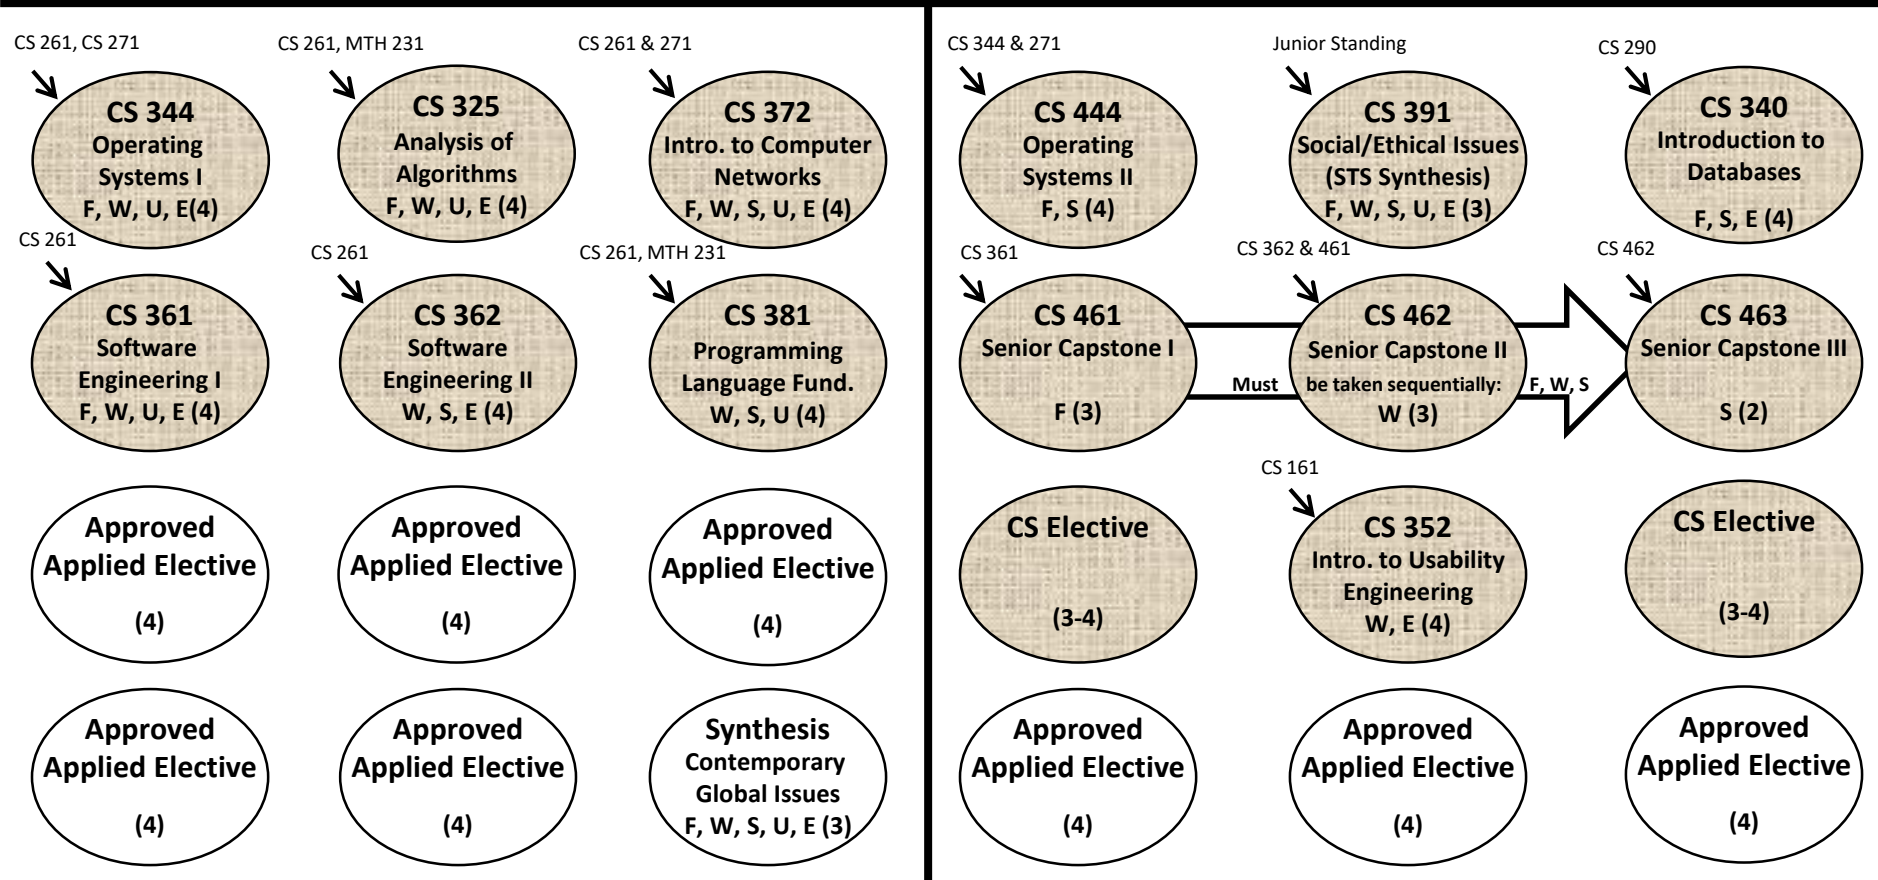 CS 261, CS 271
CS 344
Operating
Systems I
F, W, U, E(4)
CS 261, MTH 231
CS 325
Analysis of
Algorithms
F, W, U, E (4)
CS 261 & 271
CS 372
Intro. to Computer
Networks
F, W, S, U, E (4)
CS 261
CS 361
Software
Engineering I
F, W, U, E (4)
CS 261
CS 362
Software
Engineering II
W, S, E (4)
CS 261, MTH 231
CS 381
Programming
Language Fund.
W, S, U (4)
Approved
Applied Elective
(4)
Approved
Applied Elective
(4)
Approved
Applied Elective
(4)
Approved
Applied Elective
(4)
Approved
Applied Elective
(4)
Synthesis
Contemporary
Global Issues
F, W, S, U, E (3)
CS 344 & 271
CS 444
Operating
Systems II
F, S (4)
Junior Standing
CS 391
Social/Ethical Issues
(STS Synthesis)
F, W, S, U, E (3)
CS 290
CS 340
Introduction to
Databases
F, S, E (4)
CS 361
CS 461
Senior Capstone I
F (3)
CS 362 & 461
CS 462
Senior Capstone II
Must be taken sequentially: F, W, S
W (3)
CS 462
CS 463
Senior Capstone III
S (2)
CS Elective
(3-4)
CS 161
CS 352
Intro. to Usability
Engineering
W, E (4)
CS Elective
(3-4)
Approved
Applied Elective
(4)
Approved
Applied Elective
(4)
Approved
Applied Elective
(4)